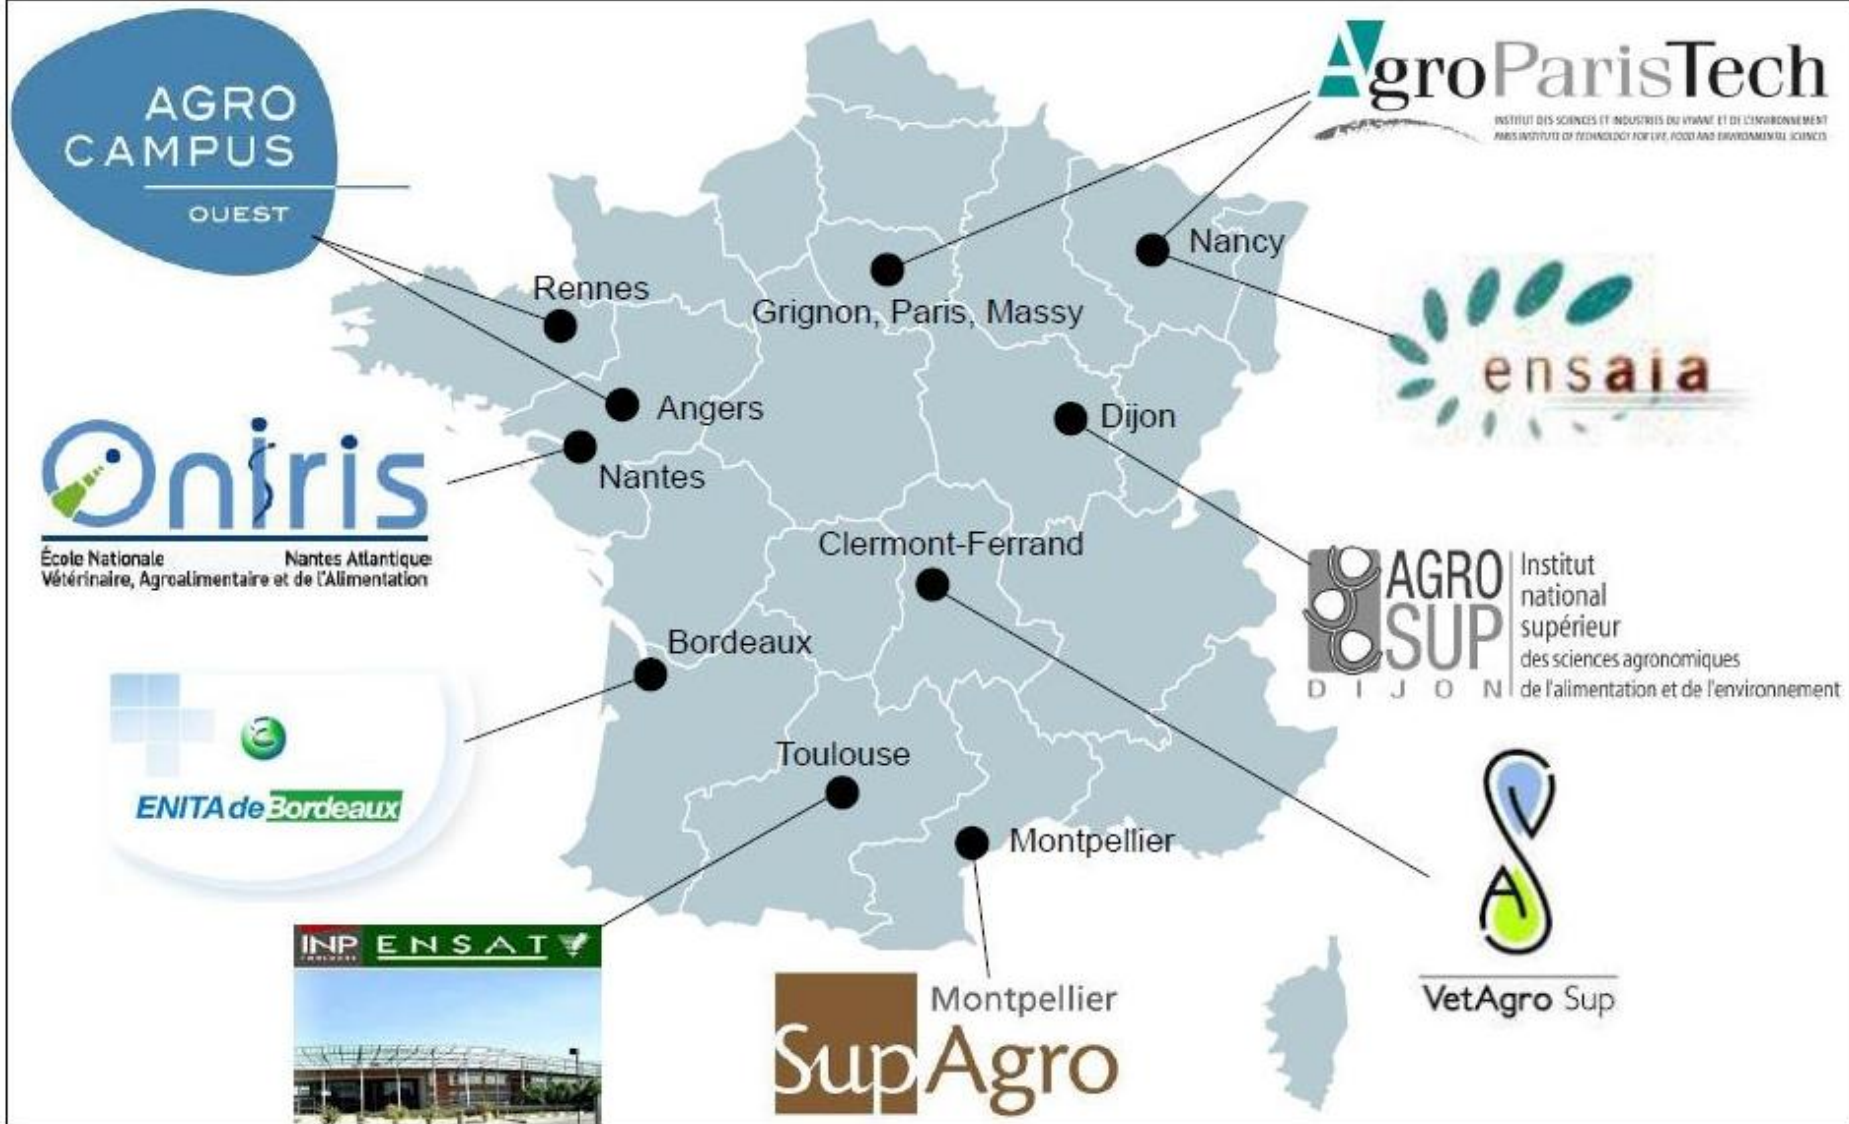 AGRO
CAMPUS
OUEST
AgroParisTech
INSTITUT DES SCIENCES ET INDUSTRIES DU VIVANT ET DE L'ENVIRONNEMENT
PARIS INSTITUTE OF TECHNOLOGY FOR LIFE, FOOD AND ENVIRONMENTAL SCIENCES
Nancy
Rennes
Grignon, Paris, Massy
ensaia
Angers
Dijon
Oniris
École Nationale Nantes Atlantique
Vétérinaire, Agroalimentaire et de l'Alimentation
Nantes
Clermont-Ferrand
AGRO
SUP
DIJON
Institut
national
supérieur
des sciences agronomiques
de l'alimentation et de l'environnement
Bordeaux
ENITA de Bordeaux
Toulouse
Montpellier
VA
VetAgro Sup
INP ENSAT
TOULOUSE
Montpellier
SupAgro